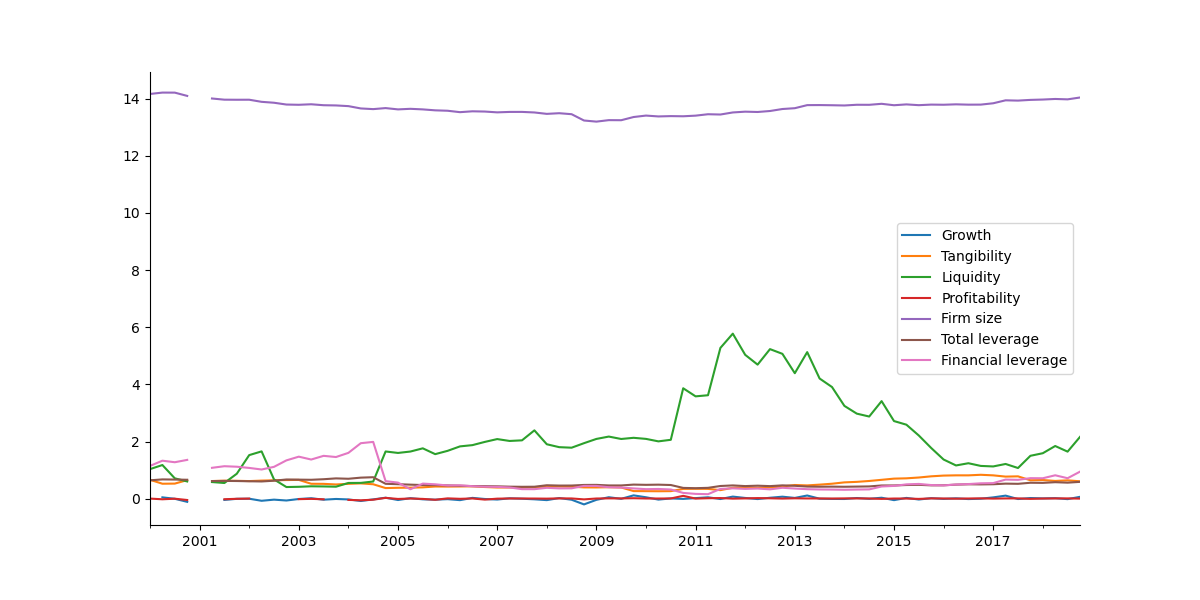 14
12
10
8
6
4
2
0
2001 2003 2005 2007 2009 2011 2013 2015 2017
Growth
Tangibility
Liquidity
Profitability
Firm size
Total leverage
Financial leverage